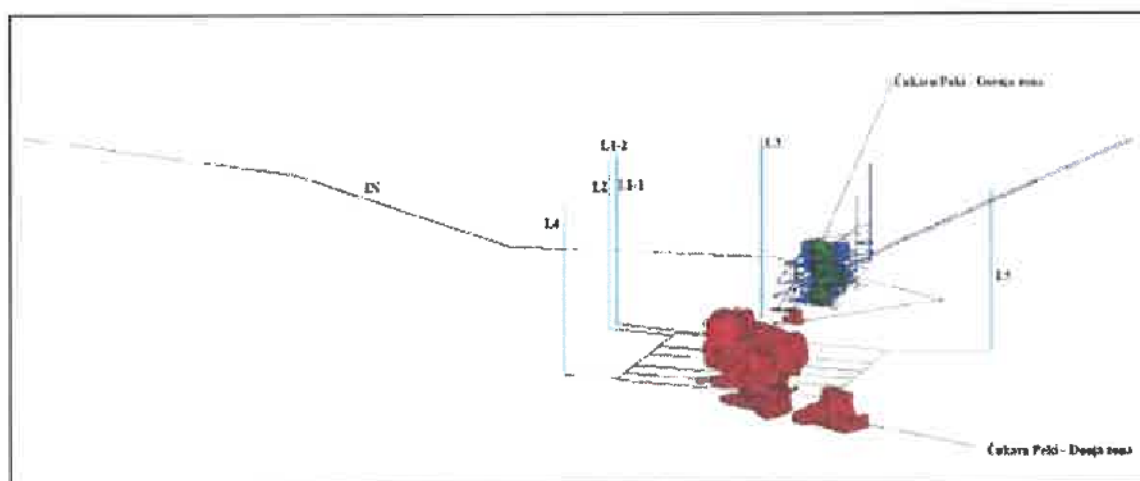 Čukaru Peki - Gornja zona
L1-2
L3
L2
L1-1
IN
L4
L5
Čukaru Peki - Donja zona